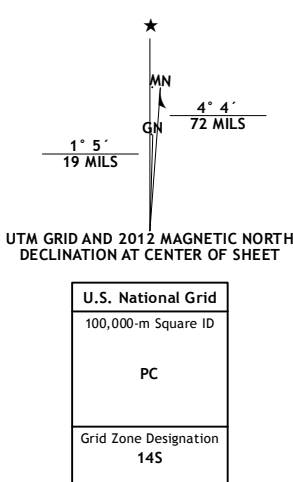 ★
MN
4° 4´
72 MILS
GN
1° 5´
19 MILS
UTM GRID AND 2012 MAGNETIC NORTH
DECLINATION AT CENTER OF SHEET
U.S. National Grid
100,000-m Square ID
PC
Grid Zone Designation
14S